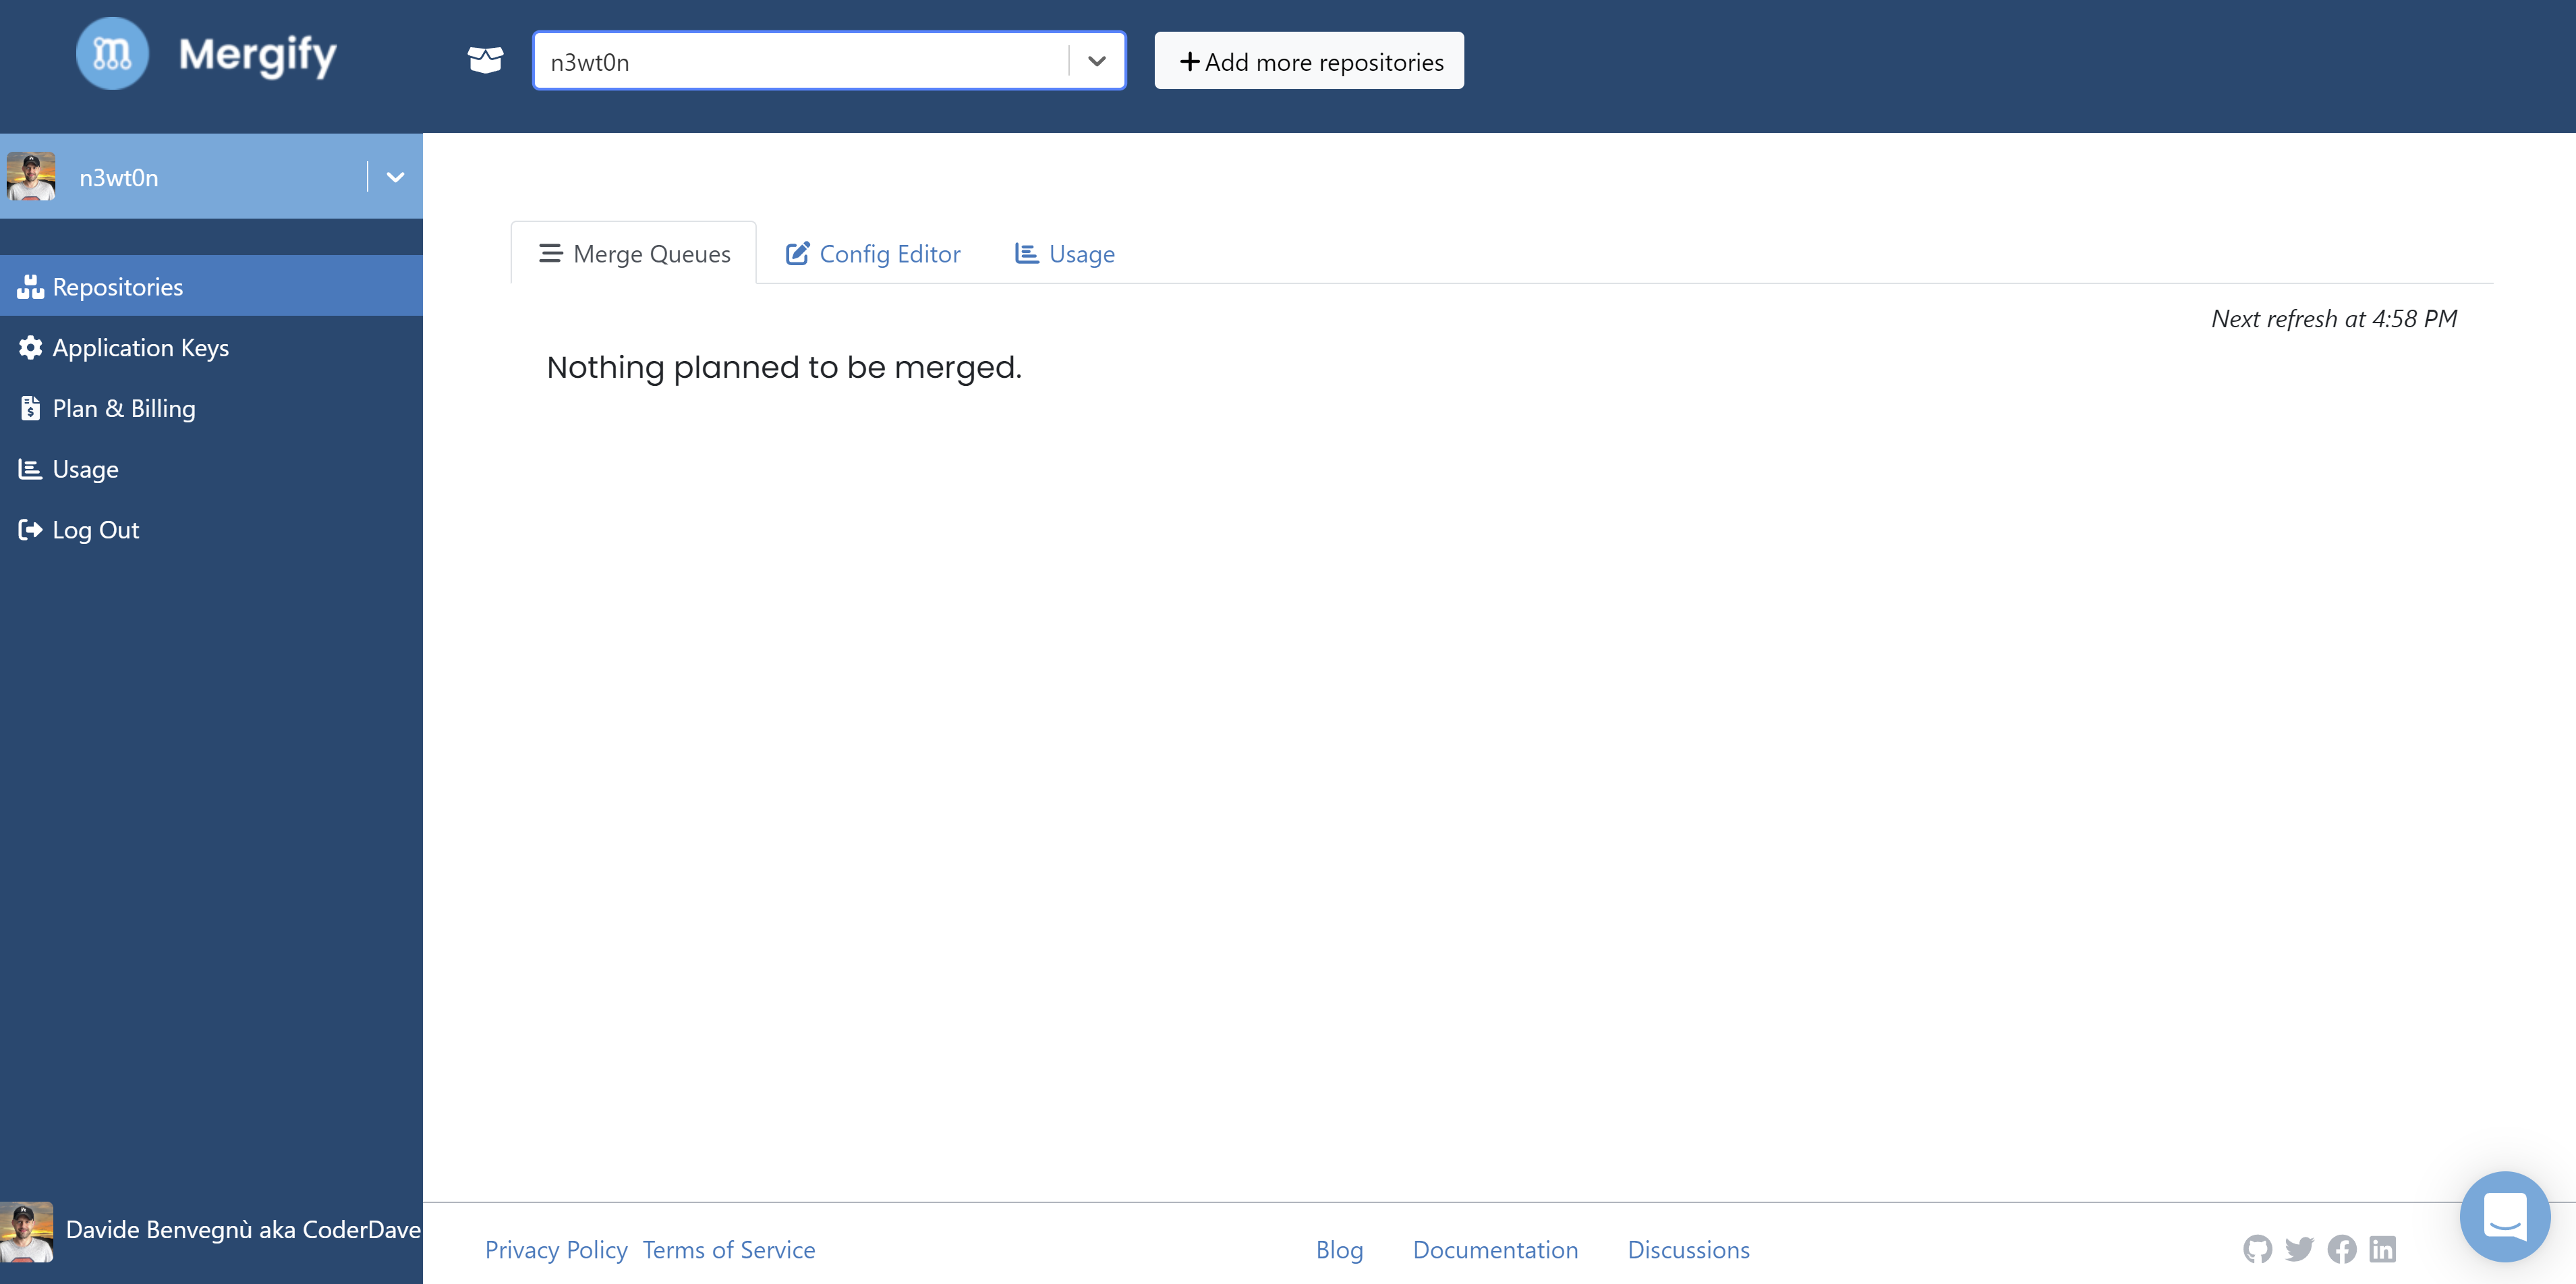 Mergify
n3wt0n
Add more repositories
n3wt0n
Repositories
Application Keys
Plan & Billing
Usage
Log Out
Merge Queues
Config Editor
Usage
Next refresh at 4:58 PM
Nothing planned to be merged.
Davide Benvegnù aka CoderDave
Privacy Policy
Terms of Service
Blog
Documentation
Discussions